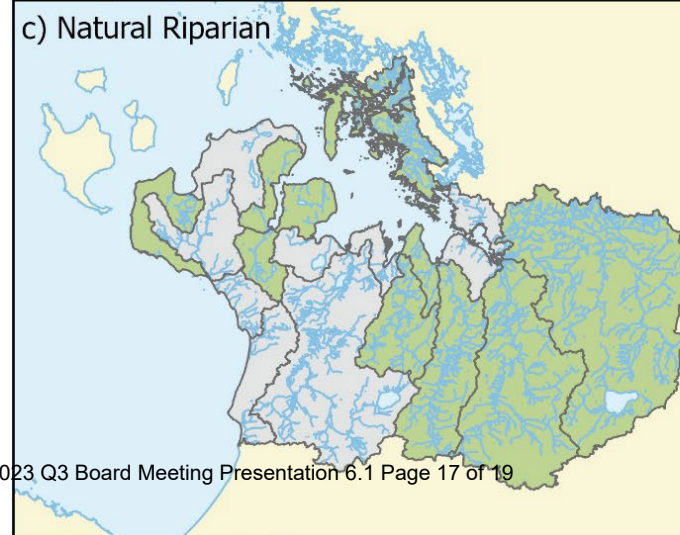 c) Natural Riparian
023 Q3 Board Meeting Presentation 6.1 Page 17 of 19